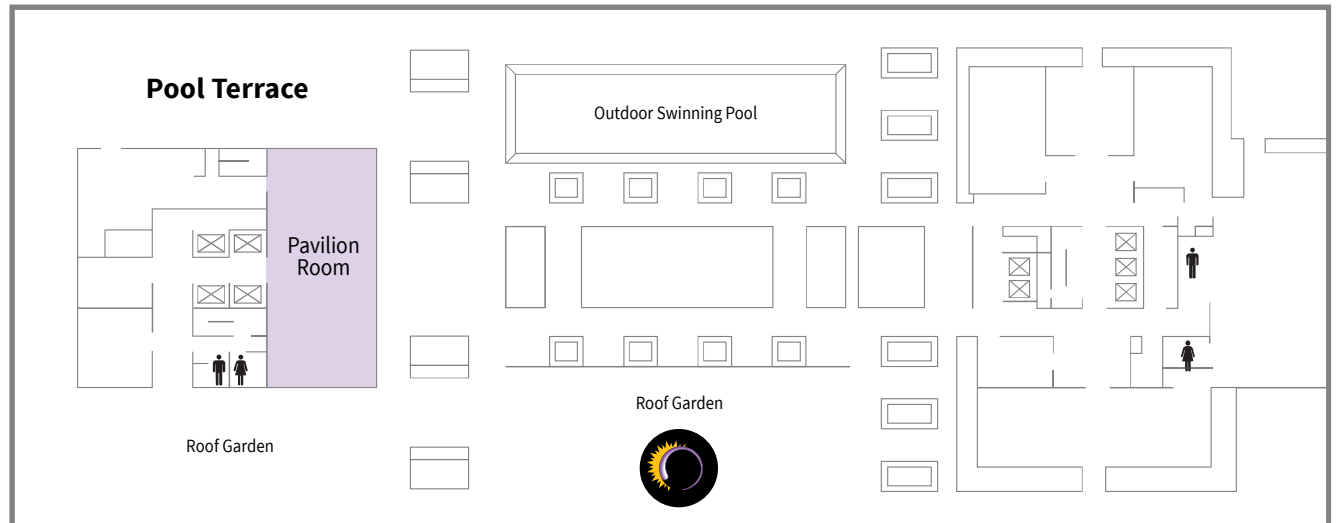 Pool Terrace
Outdoor Swinning Pool
Pavilion
Room
Roof Garden
Roof Garden